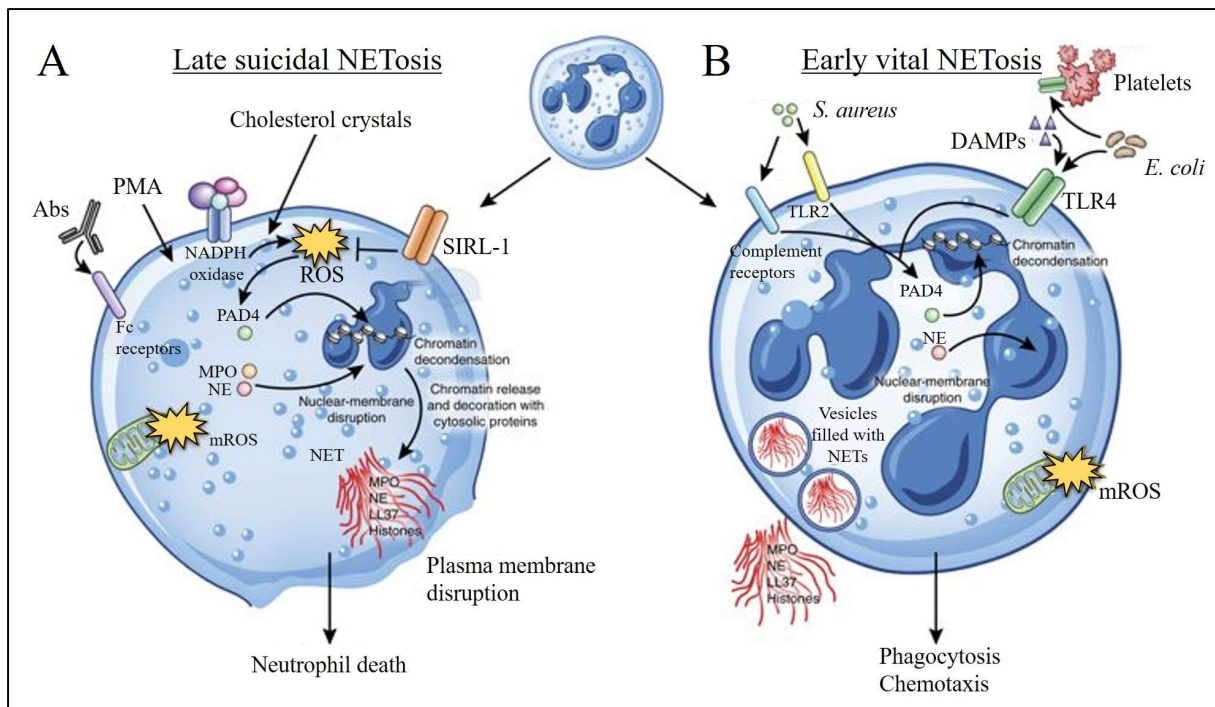 A
Late suicidal NETosis
Cholesterol crystals
PMA
Abs
NADPH
oxidase
ROS
SIRL-1
PAD4
Fc
receptors
MPO
NE
Chromatin
decondensation
Nuclear-membrane
disruption
Chromatin release
and decoration with
cytosolic proteins
mROS
NET
MPO
NE
LL37
Histones
Plasma membrane
disruption
Neutrophil death
B
Early vital NETosis
Platelets
S. aureus
DAMPs
E. coli
TLR2
TLR4
Complement
receptors
Chromatin
decondensation
PAD4
NE
Nuclear-membrane
disruption
Vesicles
filled with
NETs
mROS
MPO
NE
LL37
Histones
Phagocytosis
Chemotaxis